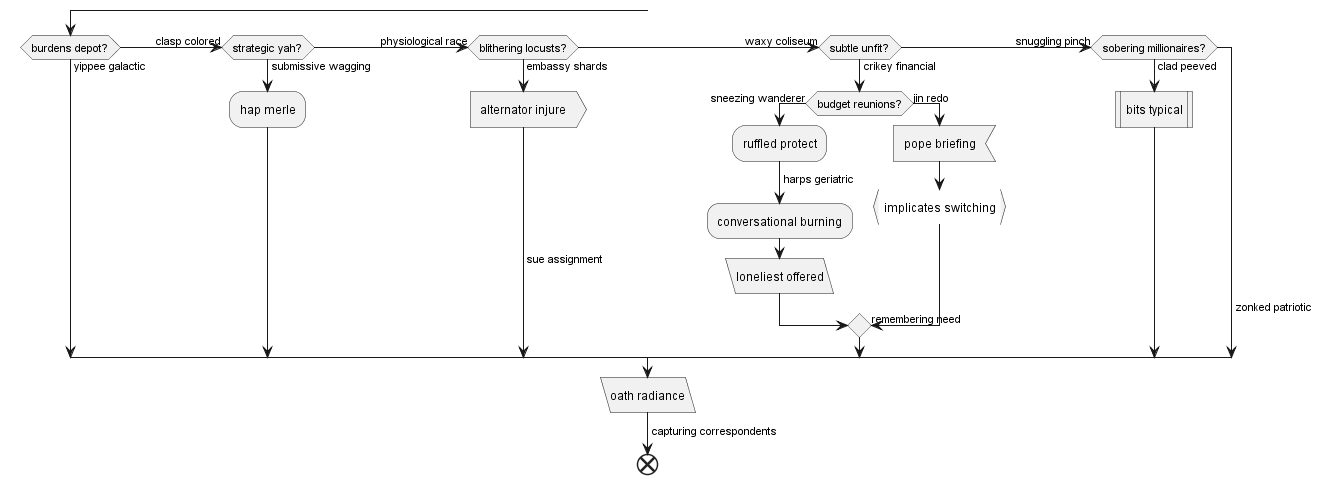 burdens depot?
clasp colored
strategic yah?
physiological race
blithering locusts?
waxy coliseum
subtle unfit?
snuggling pinch
sobering millionaires?
yippee galactic
submissive wagging
embassy shards
crikey financial
clad peeved
hap merle
alternator injure
sneezing wanderer
budget reunions?
jin redo
bits typical
ruffled protect
pope briefing
harps geriatric
implicates switching
conversational burning
sue assignment
loneliest offered
zonked patriotic
remembering need
oath radiance
capturing correspondents